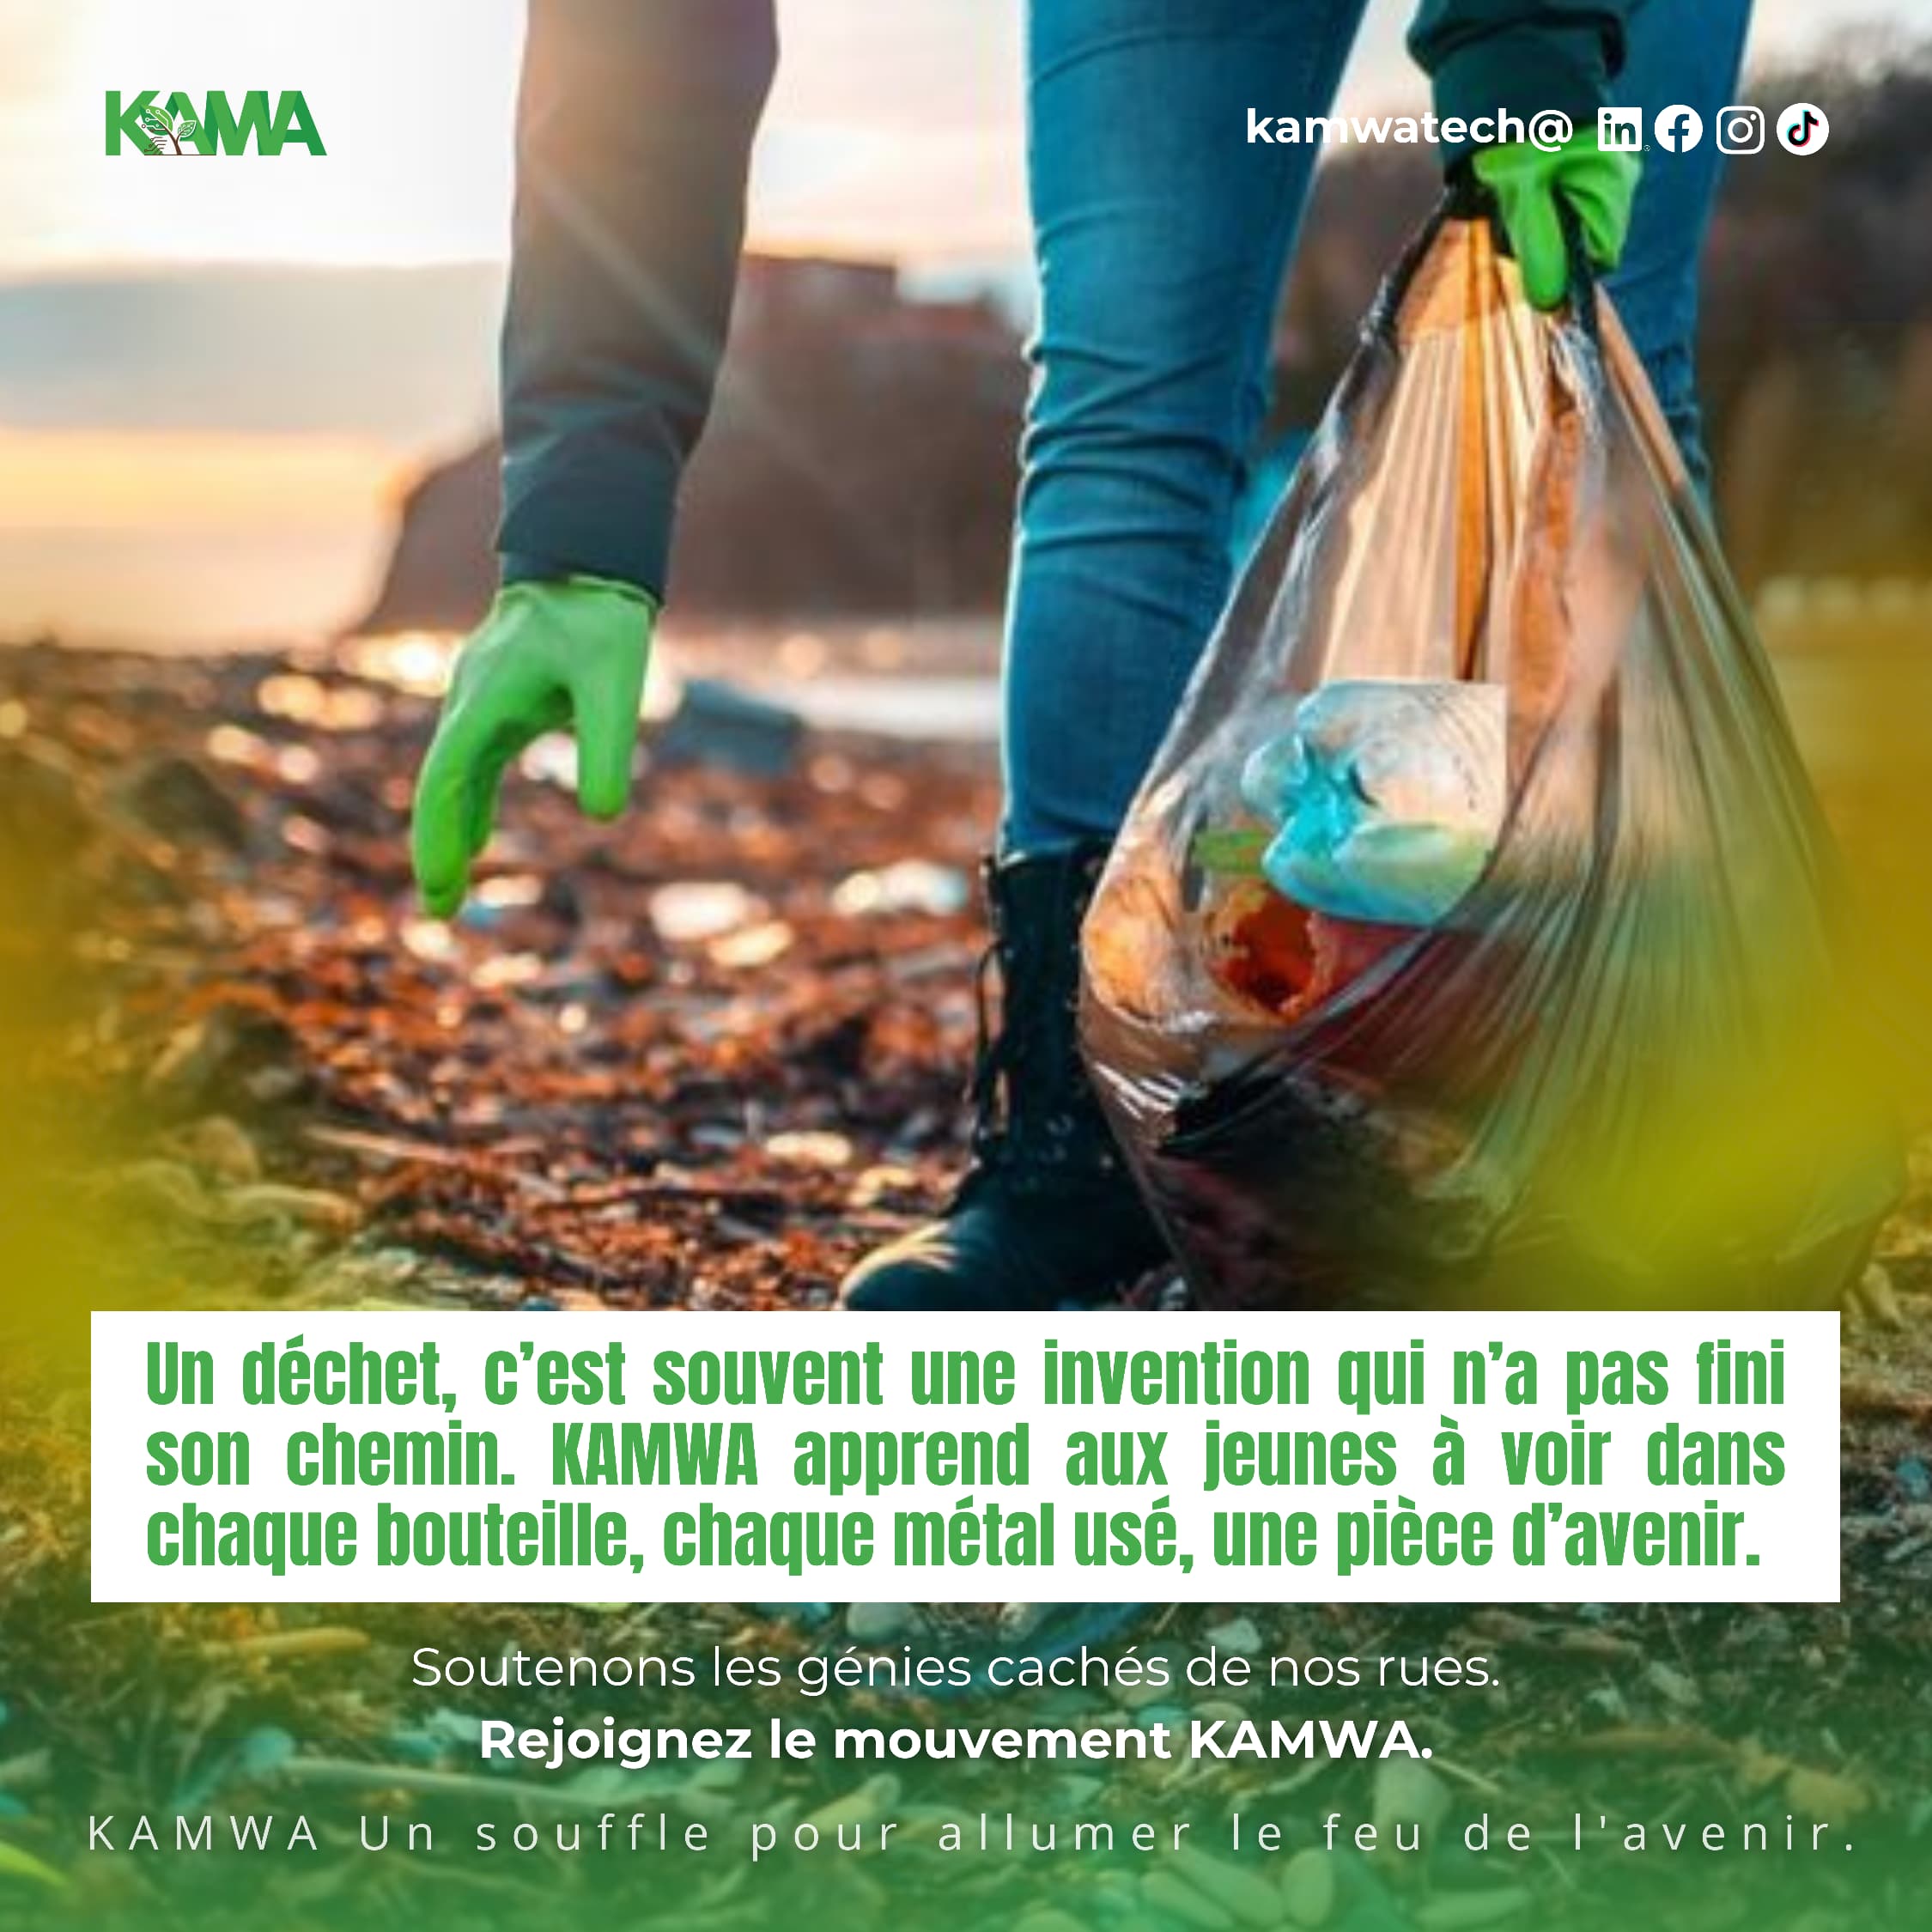 KAMWA
kamwatech@
Un déchet, c’est souvent une invention qui n’a pas fini
son chemin. KAMWA apprend aux jeunes à voir dans
chaque bouteille, chaque métal usé, une pièce d’avenir.
Soutenons les génies cachés de nos rues.
Rejoignez le mouvement KAMWA.
KAMWA Un souffle pour allumer le feu de l'avenir.